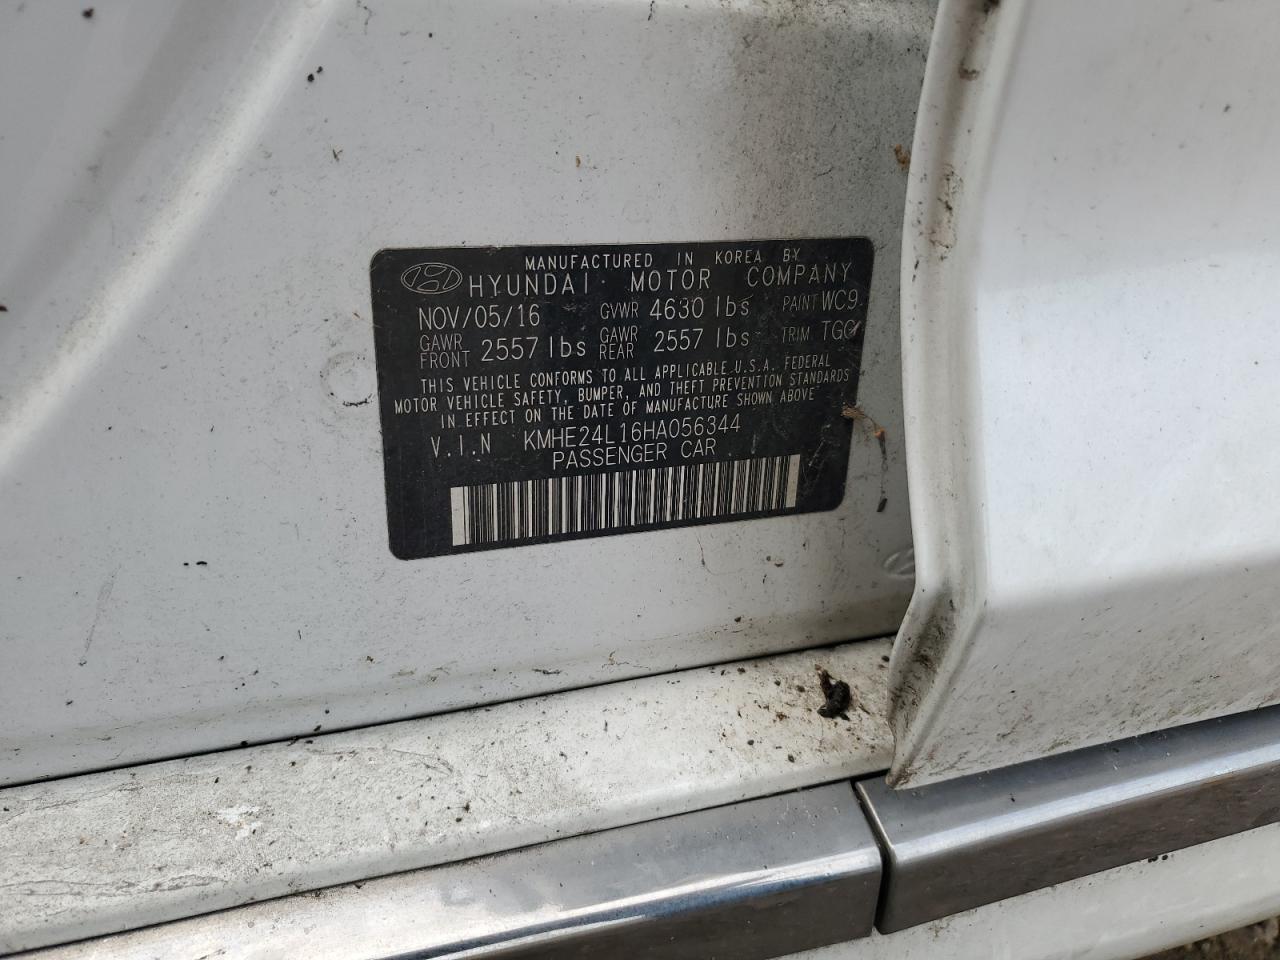 MANUFACTURED IN KOREA BY
HYUNDAI MOTOR COMPANY
NOV/05/16 GVWR 4630 lbs PAINT WC9
GAWR FRONT 2557 lbs GAWR REAR 2557 lbs TRIM
THIS VEHICLE CONFORMS TO ALL APPLICABLE U.S.A. FEDERAL
MOTOR VEHICLE SAFETY, BUMPER, AND THEFT PREVENTION STANDARDS
IN EFFECT ON THE DATE OF MANUFACTURE SHOWN ABOVE
V.I.N KMHE24L16HA056344
PASSENGER CAR